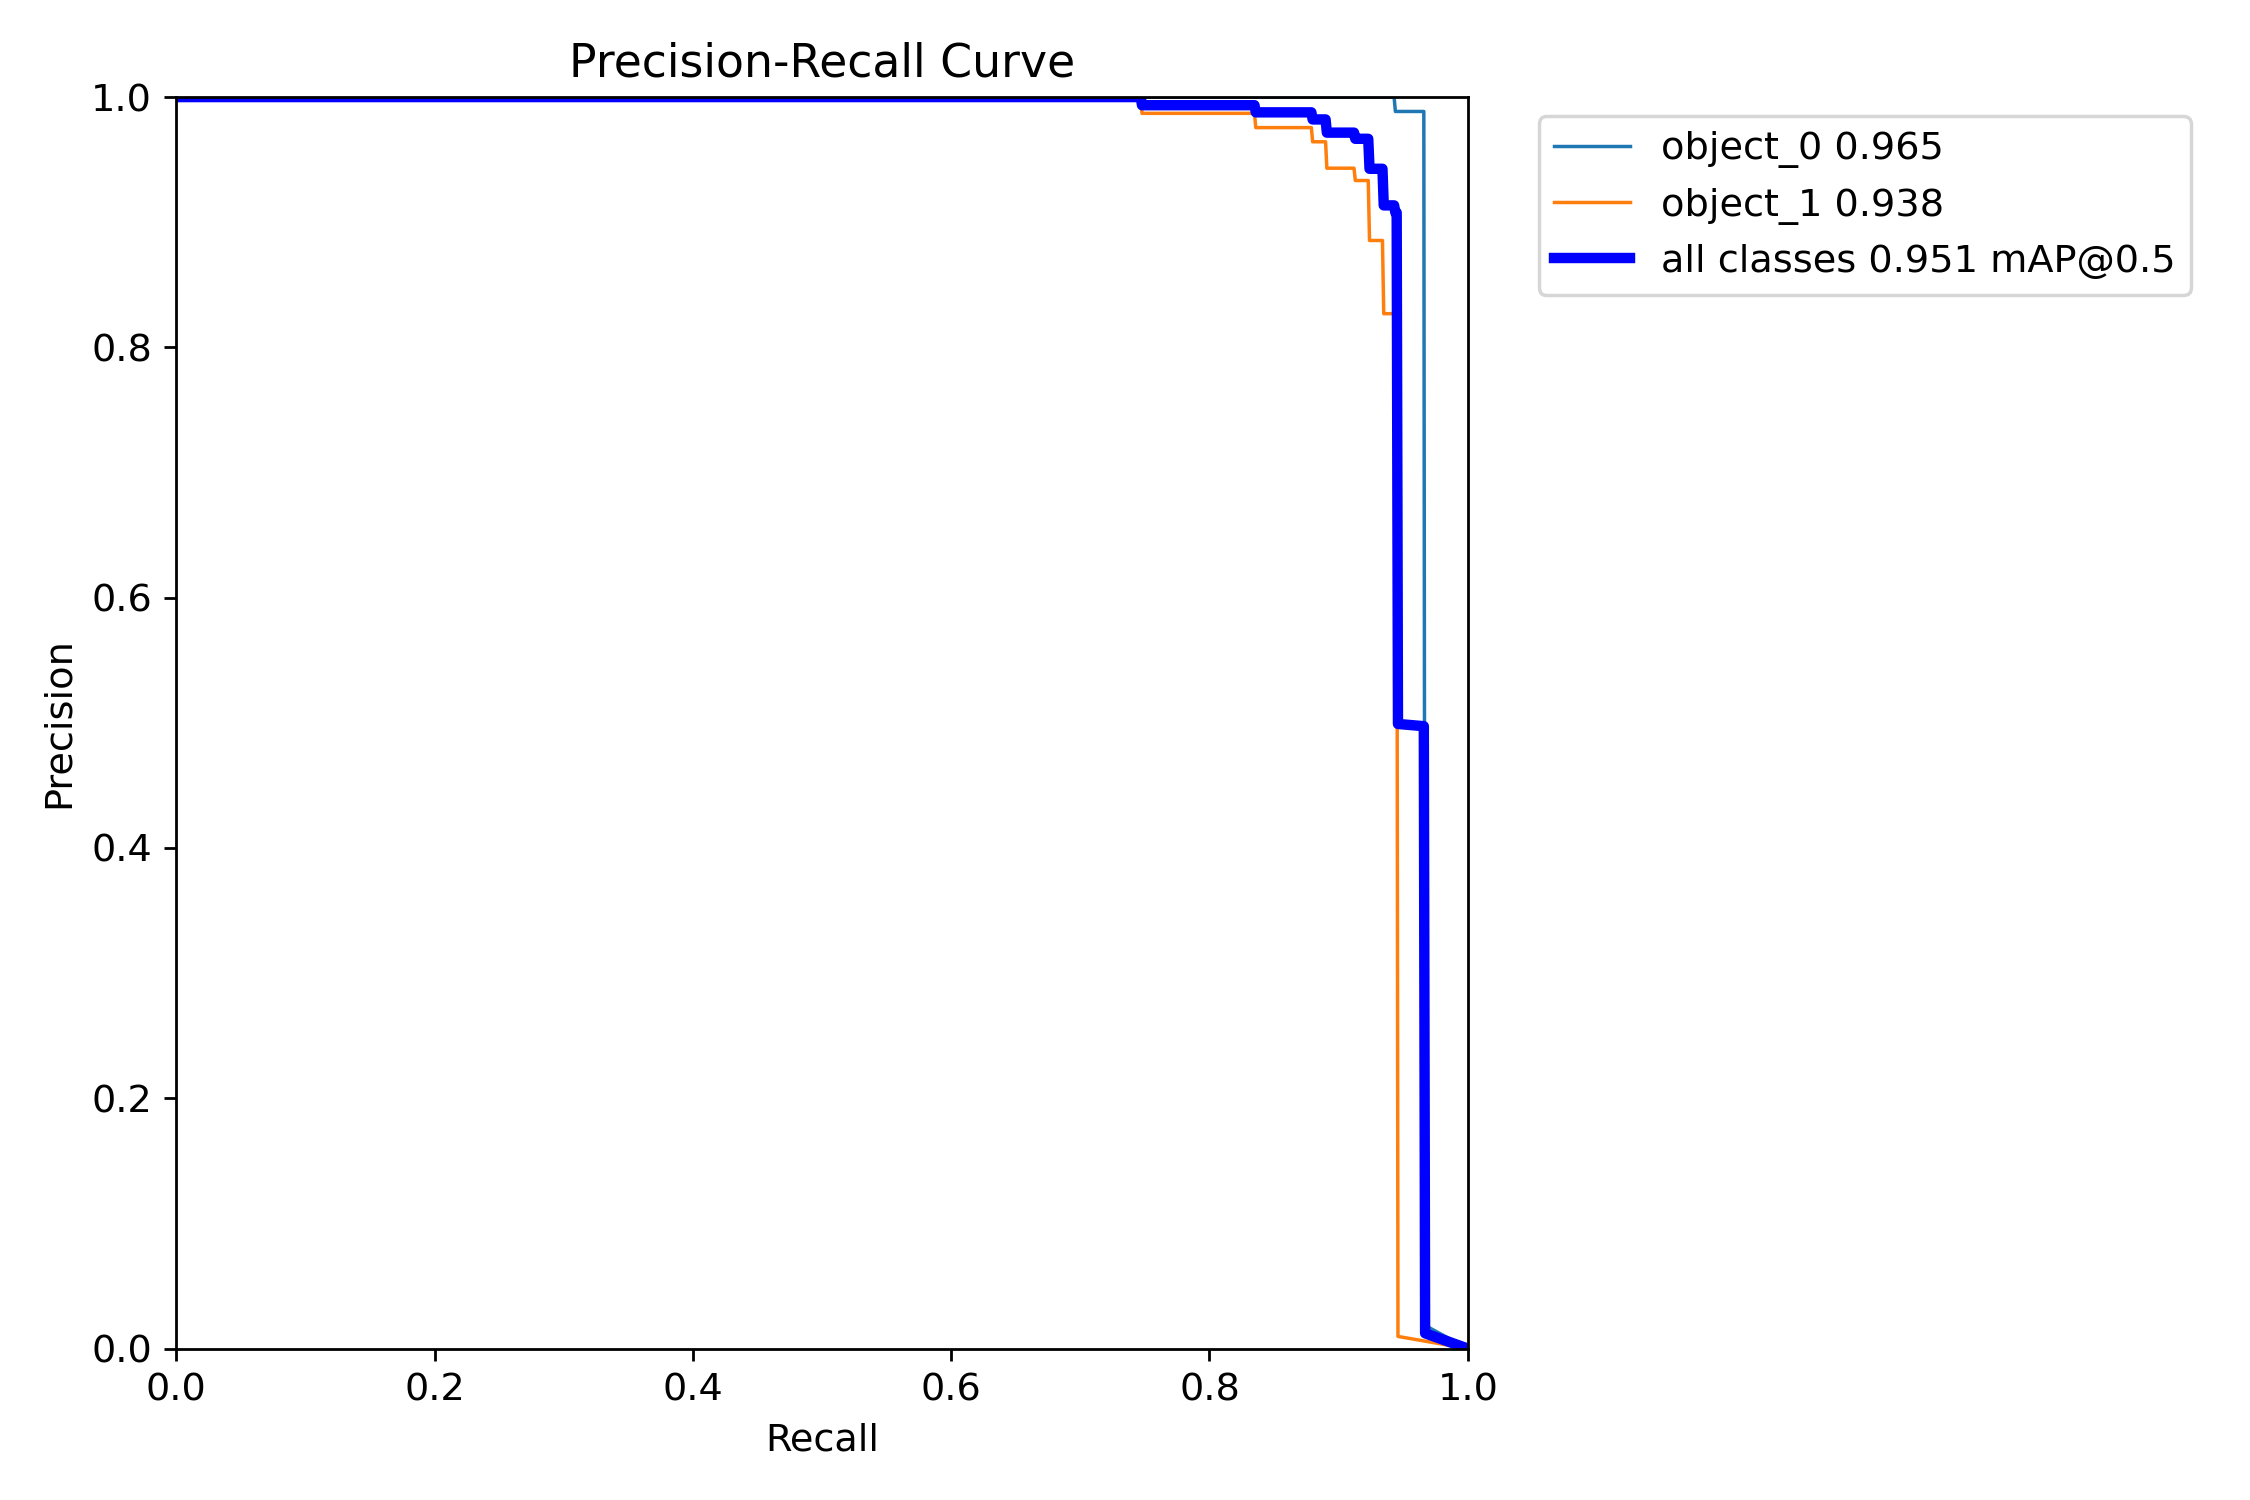 Precision-Recall Curve
1.0
0.8
0.6
0.4
0.2
0.0
Precision
0.0 0.2 0.4 0.6 0.8 1.0
Recall
object_0 0.965
object_1 0.938
all classes 0.951 mAP@0.5